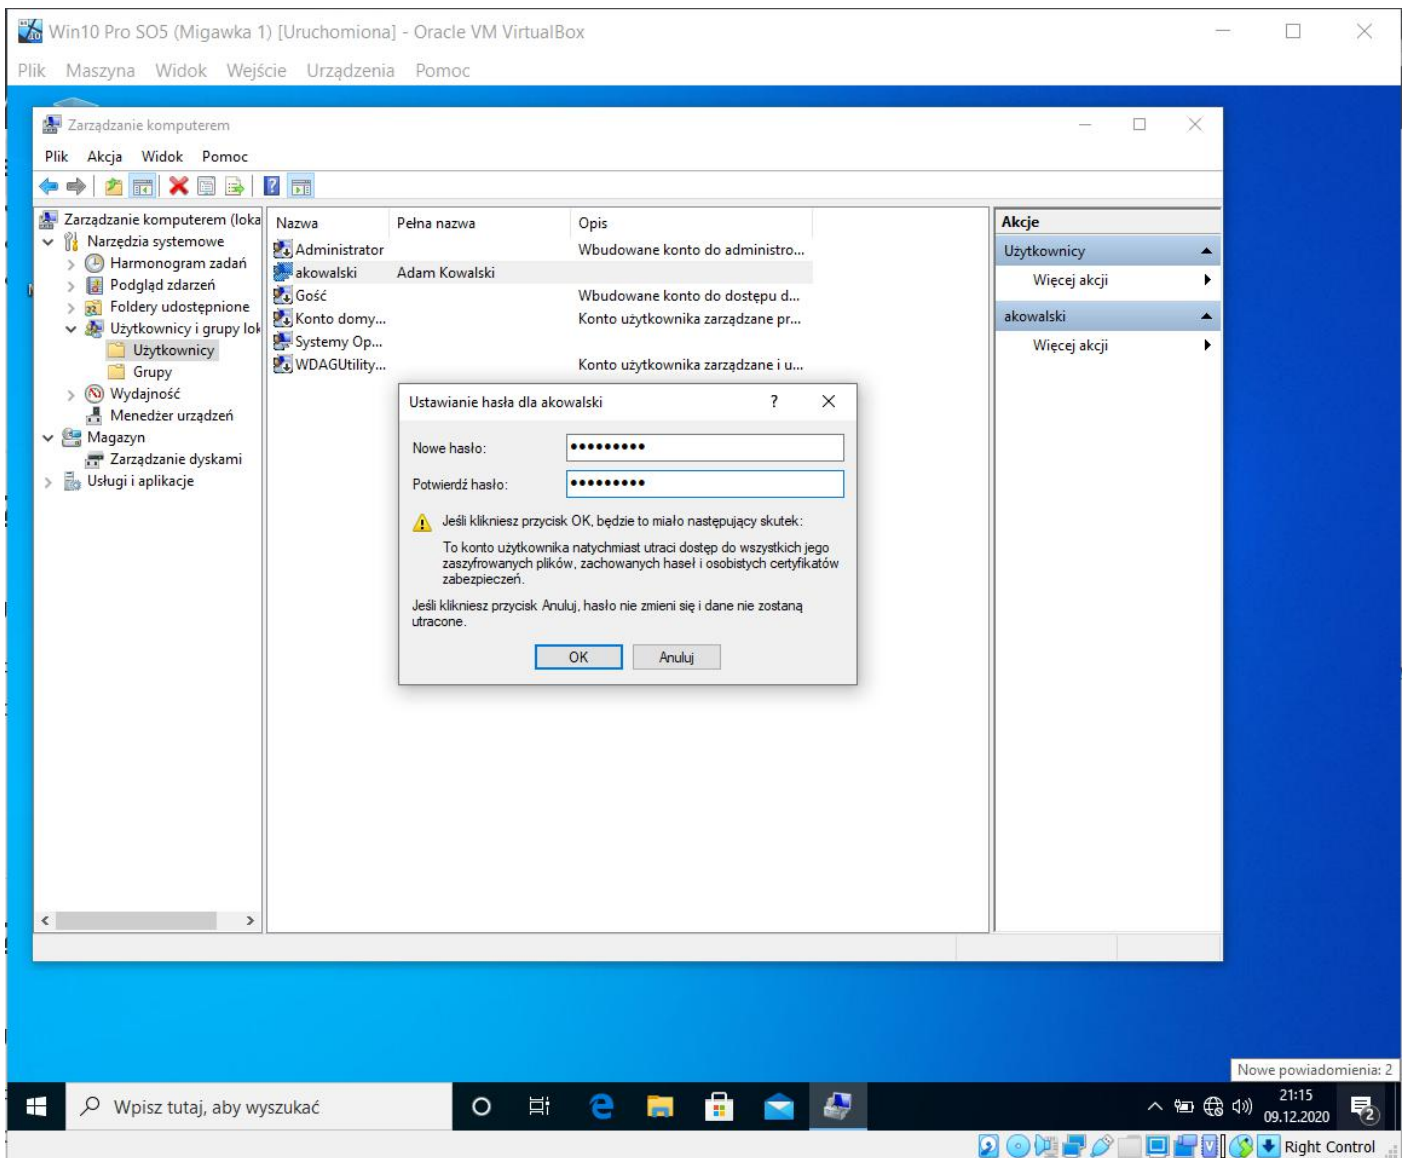 Win10 Pro SO5 (Migawka 1) [Uruchomiona] - Oracle VM VirtualBox
Plik Maszyna Widok Wejście Urządzenia Pomoc
Zarządzanie komputerem
Plik Akcja Widok Pomoc
Zarządzanie komputerem (loka
Narzędzia systemowe
Harmonogram zadań
Podgląd zdarzeń
Foldery udostępnione
Użytkownicy i grupy lok
Użytkownicy
Grupy
Wydajność
Menedżer urządzeń
Magazyn
Zarządzanie dyskami
Usługi i aplikacje
Nazwa Pełna nazwa Opis
Administrator Wbudowane konto do administro...
akowalski Adam Kowalski
Gość Wbudowane konto do dostępu d...
Konto domy... Konto użytkownika zarządzane pr...
Systemy Op...
WDAGUtility... Konto użytkownika zarządzane i u...
Akcje
Użytkownicy
Więcej akcji
akowalski
Więcej akcji
Ustawianie hasła dla akowalski
Nowe hasło:
Potwierdź hasło:
Jeśli klikniesz przycisk OK, będzie to miało następujący skutek:
To konto użytkownika natychmiast utraci dostęp do wszystkich jego
zaszyfrowanych plików, zachowanych haseł i osobistych certyfikatów
zabezpieczeń.
Jeśli klikniesz przycisk Anuluj, hasło nie zmieni się i dane nie zostaną
utracone.
OK Anuluj
Nowe powiadomienia: 2
Wpisz tutaj, aby wyszukać
21:15
09.12.2020
2
Right Control